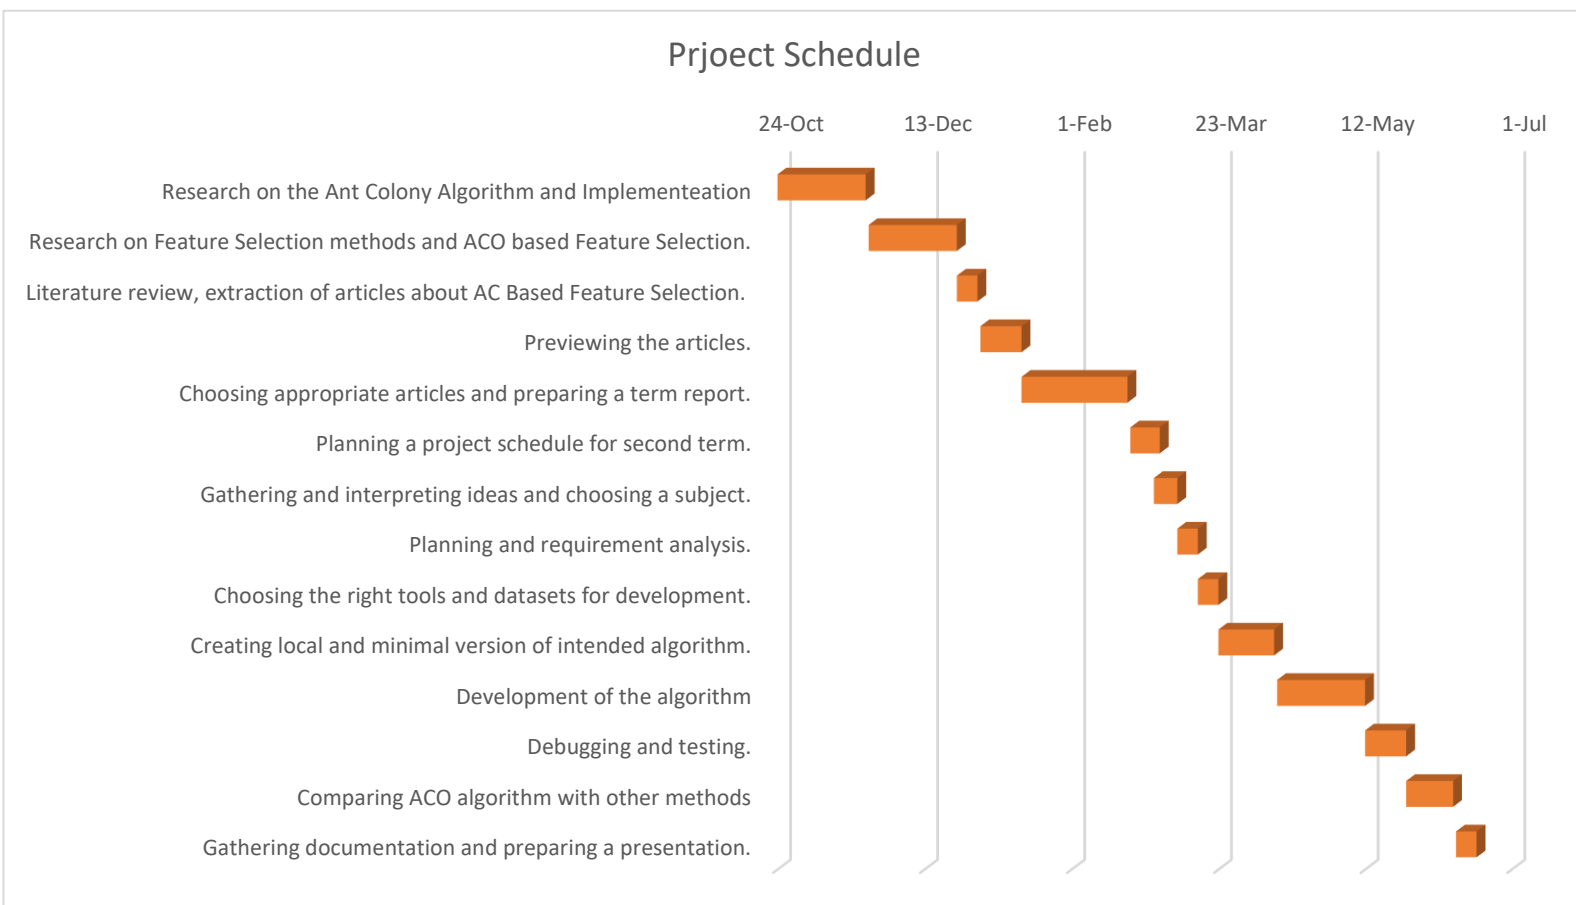 Prjoect Schedule
24-Oct 13-Dec 1-Feb 23-Mar 12-May 1-Jul
Research on the Ant Colony Algorithm and Implementeation
Research on Feature Selection methods and ACO based Feature Selection.
Literature review, extraction of articles about AC Based Feature Selection.
Previewing the articles.
Choosing appropriate articles and preparing a term report.
Planning a project schedule for second term.
Gathering and interpreting ideas and choosing a subject.
Planning and requirement analysis.
Choosing the right tools and datasets for development.
Creating local and minimal version of intended algorithm.
Development of the algorithm
Debugging and testing.
Comparing ACO algorithm with other methods
Gathering documentation and preparing a presentation.